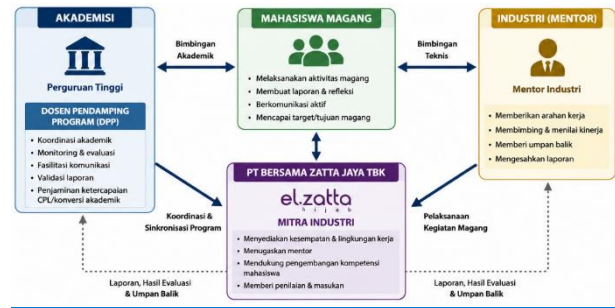 AKADEMISI
Perguruan Tinggi
DOSEN PENDAMPING
PROGRAM (DPP)
• Koordinasi akademik
• Monitoring & evaluasi
• Fasilitasi komunikasi
• Validasi laporan
• Penjaminan ketercapaian
CPL/konversi akademik
Bimbingan
Akademik
MAHASISWA MAGANG
• Melaksanakan aktivitas magang
• Membuat laporan & refleksi
• Berkomunikasi aktif
• Mencapai target/tujuan magang
Bimbingan
Teknis
INDUSTRI (MENTOR)
Mentor Industri
• Memberikan arahan kerja
• Membimbing & menilai kinerja
• Memberi umpan balik
• Mengesahkan laporan
Koordinasi &
Sinkronisasi Program
PT BERSAMA ZATTA JAYA TBK
el.zatta
hijab
MITRA INDUSTRI
• Menyediakan kesempatan & lingkungan kerja
• Menugaskan mentor
• Mendukung pengembangan kompetensi
mahasiswa
• Memberi penilaian & masukan
Pelaksanaan
Kegiatan Magang
Laporan, Hasil Evaluasi
& Umpan Balik
Laporan, Hasil Evaluasi
& Umpan Balik